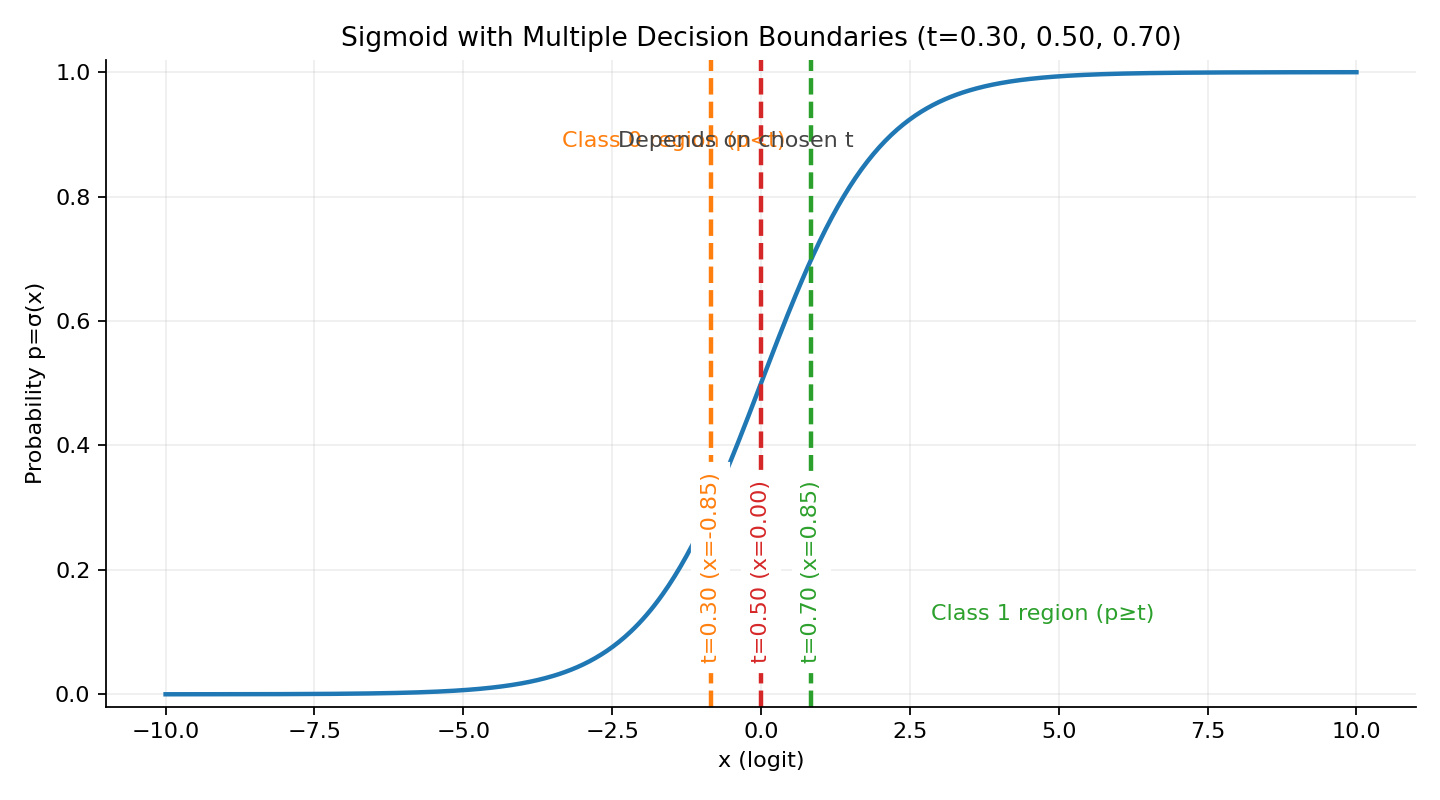 Sigmoid with Multiple Decision Boundaries (t=0.30, 0.50, 0.70)
Probability p=σ(x)
1.0
0.8
0.6
0.4
0.2
0.0
Class 0 region (p<t)
Depends on chosen t
t=0.30 (x=-0.85)
t=0.50 (x=0.00)
t=0.70 (x=0.85)
Class 1 region (p≥t)
−10.0 −7.5 −5.0 −2.5 0.0 2.5 5.0 7.5 10.0
x (logit)